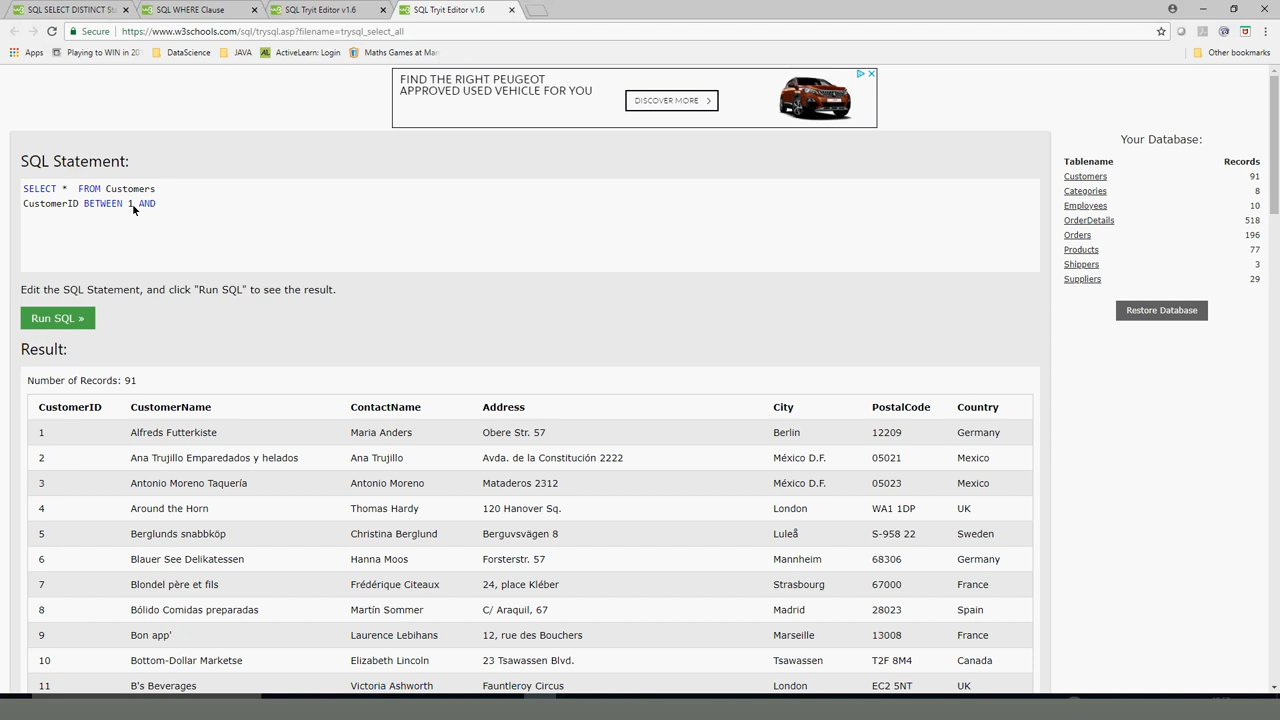 SQL SELECT DISTINCT St
SQL WHERE Clause
SQL Tryit Editor v1.6
SQL Tryit Editor v1.6
Secure
https://www.w3schools.com/sql/trysql.asp?filename=trysql_select_all
Apps
Playing to WIN in 20
DataScience
JAVA
AL
ActiveLearn: Login
Maths Games at Ma
Other bookmarks
FIND THE RIGHT PEUGEOT
APPROVED USED VEHICLE FOR YOU
DISCOVER MORE
SQL Statement:
SELECT * FROM Customers
CustomerID BETWEEN 1 AND
Edit the SQL Statement, and click "Run SQL" to see the result.
Run SQL »
Result:
Number of Records: 91
CustomerID CustomerName ContactName Address City PostalCode Country
1 Alfreds Futterkiste Maria Anders Obere Str. 57 Berlin 12209 Germany
2 Ana Trujillo Emparedados y helados Ana Trujillo Avda. de la Constitución 2222 México D.F. 05021 Mexico
3 Antonio Moreno Taquería Antonio Moreno Mataderos 2312 México D.F. 05023 Mexico
4 Around the Horn Thomas Hardy 120 Hanover Sq. London WA1 1DP UK
5 Berglunds snabbköp Christina Berglund Berguvsvägen 8 Luleå S-958 22 Sweden
6 Blauer See Delikatessen Hanna Moos Forsterstr. 57 Mannheim 68306 Germany
7 Blondel père et fils Frédérique Citeaux 24, place Kléber Strasbourg 67000 France
8 Bólido Comidas preparadas Martín Sommer C/ Araquil, 67 Madrid 28023 Spain
9 Bon app' Laurence Lebihans 12, rue des Bouchers Marseille 13008 France
10 Bottom-Dollar Marketse Elizabeth Lincoln 23 Tsawassen Blvd. Tsawassen T2F 8M4 Canada
11 B's Beverages Victoria Ashworth Fauntleroy Circus London EC2 5NT UK
Your Database:
Tablename Records
Customers 91
Categories 8
Employees 10
OrderDetails 518
Orders 196
Products 77
Shippers 3
Suppliers 29
Restore Database